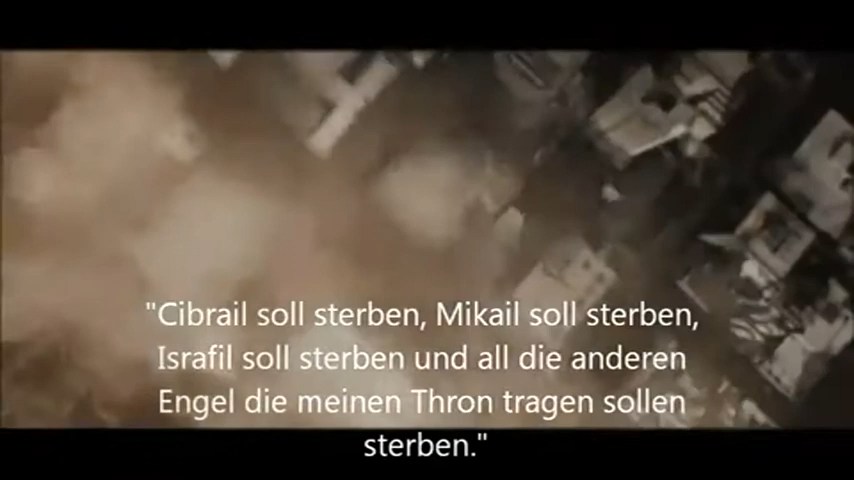 "Cibrail soll sterben, Mikail soll sterben,
Israfil soll sterben und all die anderen
Engel die meinen Thron tragen sollen
sterben."